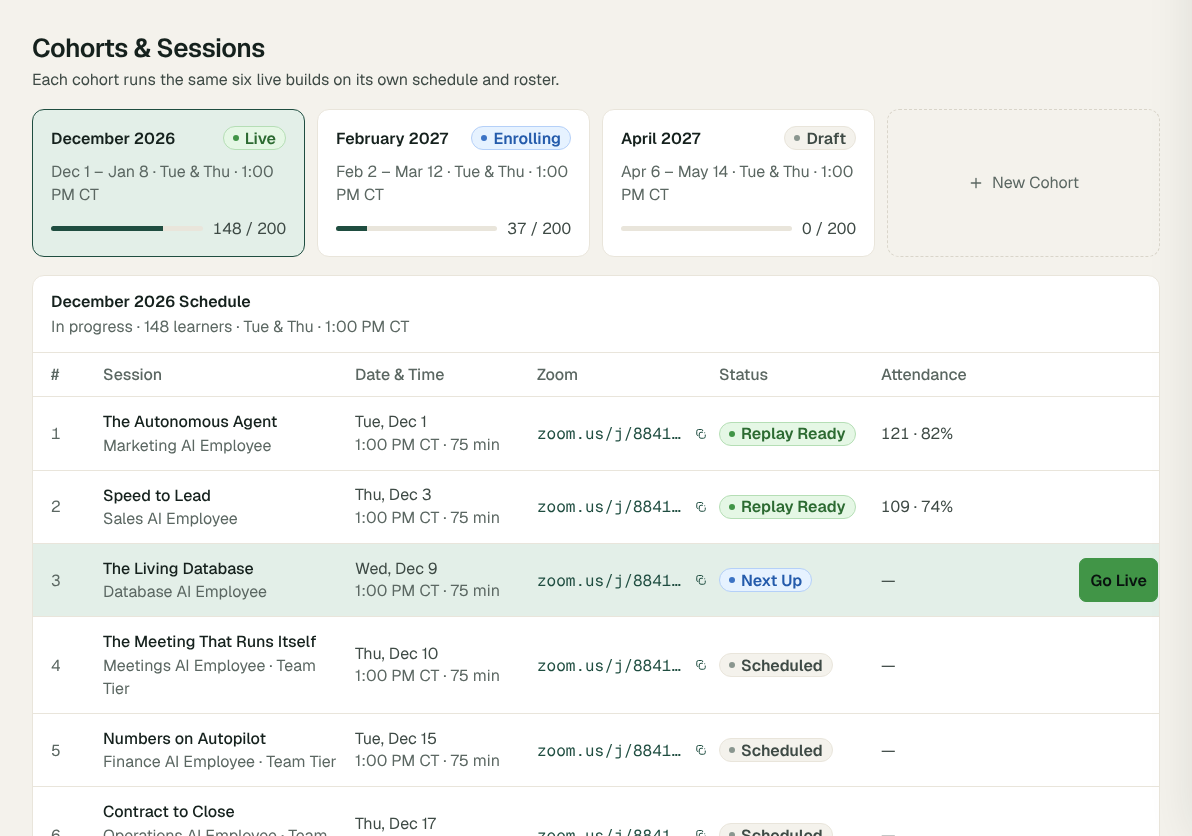 Cohorts & Sessions
Each cohort runs the same six live builds on its own schedule and roster.
December 2026
Live
Dec 1 – Jan 8 · Tue & Thu · 1:00
PM CT
148 / 200
February 2027
Enrolling
Feb 2 – Mar 12 · Tue & Thu · 1:00
PM CT
37 / 200
April 2027
Draft
Apr 6 – May 14 · Tue & Thu · 1:00
PM CT
0 / 200
+ New Cohort
December 2026 Schedule
In progress · 148 learners · Tue & Thu · 1:00 PM CT
# Session Date & Time Zoom Status Attendance
1
The Autonomous Agent
Marketing AI Employee
Tue, Dec 1
1:00 PM CT · 75 min
zoom.us/j/8841…
Replay Ready
121 · 82%
2
Speed to Lead
Sales AI Employee
Thu, Dec 3
1:00 PM CT · 75 min
zoom.us/j/8841…
Replay Ready
109 · 74%
3
The Living Database
Database AI Employee
Wed, Dec 9
1:00 PM CT · 75 min
zoom.us/j/8841…
Next Up
—
Go Live
4
The Meeting That Runs Itself
Meetings AI Employee · Team
Tier
Thu, Dec 10
1:00 PM CT · 75 min
zoom.us/j/8841…
Scheduled
—
5
Numbers on Autopilot
Finance AI Employee · Team Tier
Tue, Dec 15
1:00 PM CT · 75 min
zoom.us/j/8841…
Scheduled
—
6
Contract to Close
Operations AI Employee · Team
Thu, Dec 17
zoom.us/j/8841…
Scheduled
—